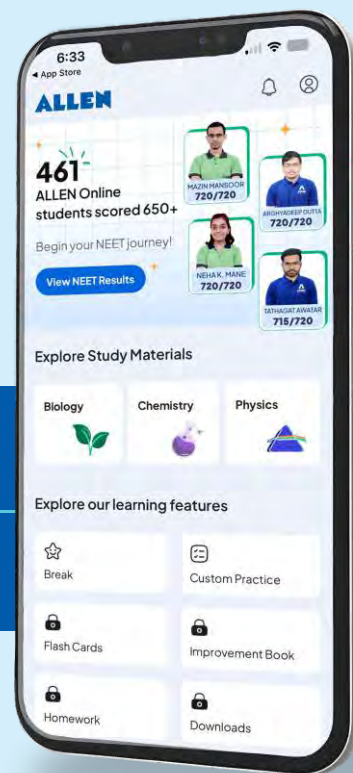 6:33
◀ App Store
ALLEN
461
ALLEN Online
students scored 650+
Begin your NEET journey!
View NEET Results
MAZIN MANSOOR
720/720
ARGHYADEEP DUTTA
720/720
NEHA K. MANE
720/720
TATHAGAT AWATAR
715/720
Explore Study Materials
Biology
Chemistry
Physics
Explore our learning features
Break
Custom Practice
Flash Cards
Improvement Book
Homework
Downloads